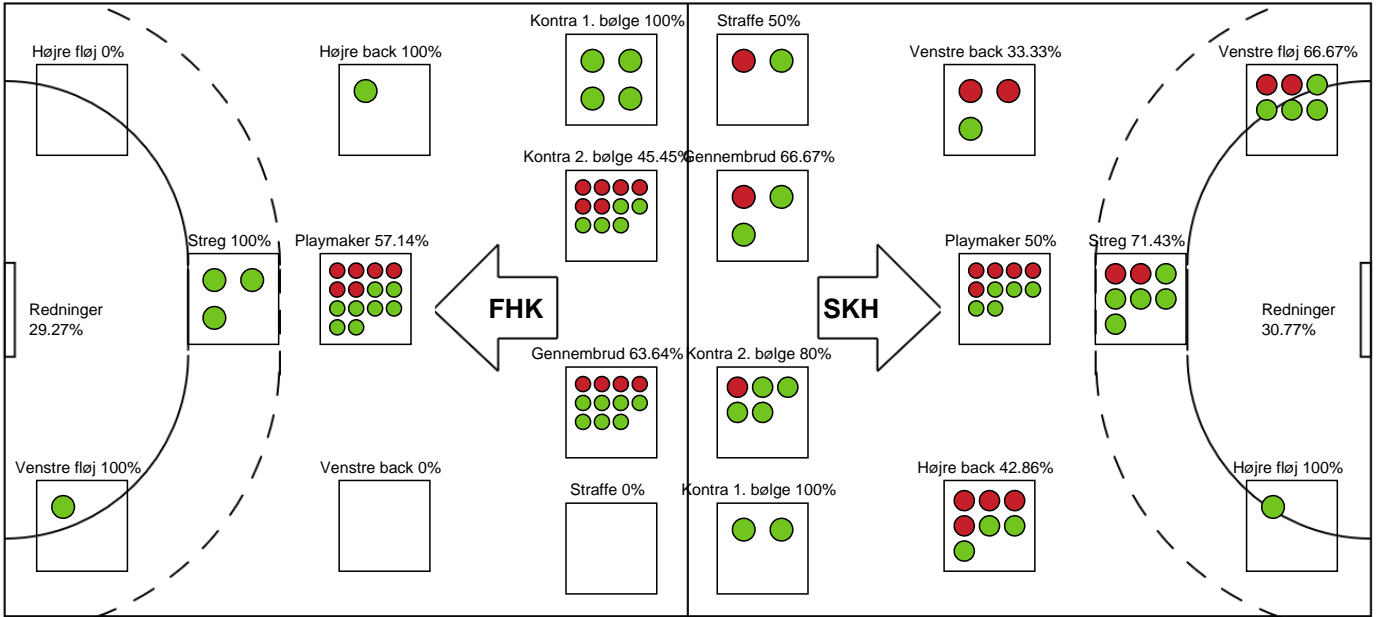 Kontra 1. bølge 100%
Straffe 50%
Højre fløj 0%
Højre back 100%
Venstre back 33.33%
Venstre fløj 66.67%
Kontra 2. bølge 45.45%
Gennembrud 66.67%
Streg 100%
Playmaker 57.14%
Playmaker 50%
Streg 71.43%
Redninger
29.27%
FHK
SKH
Redninger
30.77%
Gennembrud 63.64%
Kontra 2. bølge 80%
Venstre fløj 100%
Venstre back 0%
Højre back 42.86%
Højre fløj 100%
Straffe 0%
Kontra 1. bølge 100%